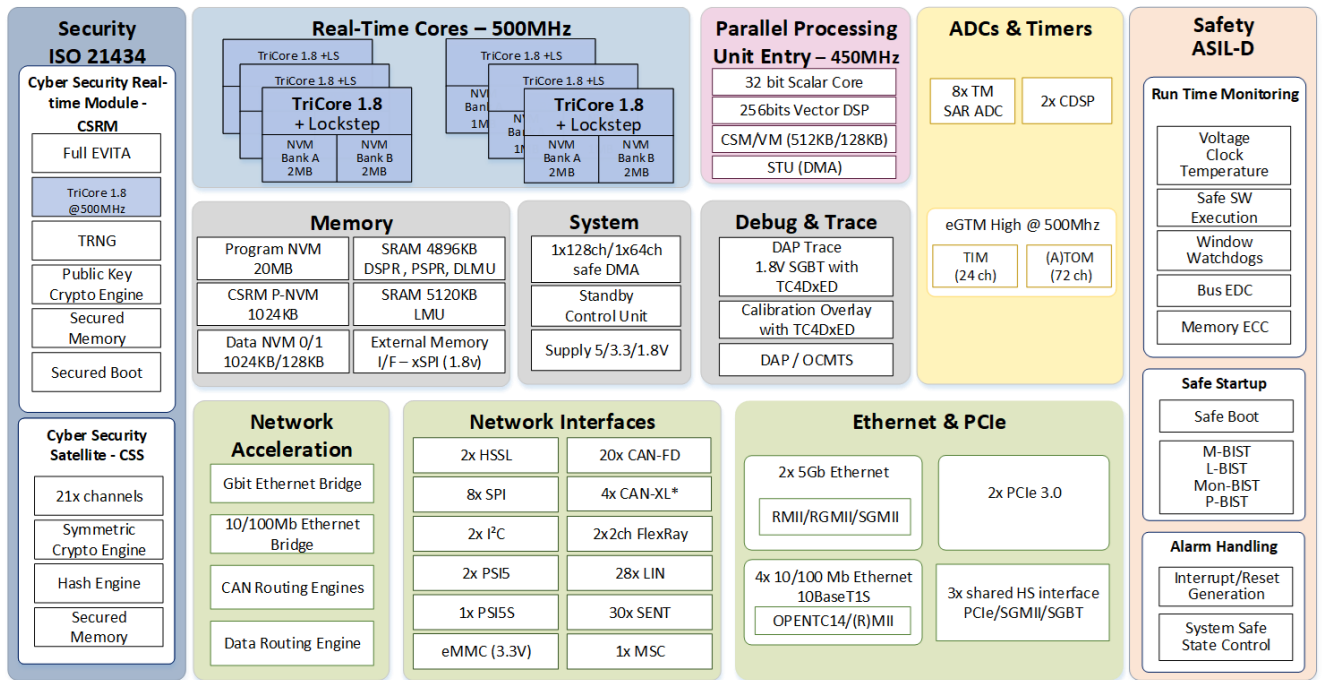 Security
ISO 21434
Cyber Security Real-
time Module -
CSRM
Full EVITA
TriCore 1.8
@500MHz
TRNG
Public Key
Crypto Engine
Secured
Memory
Secured Boot
Cyber Security
Satellite - CSS
21x channels
Symmetric
Crypto Engine
Hash Engine
Secured
Memory
Real-Time Cores – 500MHz
TriCore 1.8 +LS
TriCore 1.8 +LS
TriCore 1.8
+ Lockstep
NVM
Bank A
2MB
NVM
Bank B
2MB
TriCore 1.8 +LS
NV
Bank
1M
TriCore 1.8 +LS
NV
Ban
1
TriCore 1.8
+ Lockstep
NVM
Bank A
2MB
NVM
Bank B
2MB
Parallel Processing
Unit Entry – 450MHz
32 bit Scalar Core
256bits Vector DSP
CSM/VM (512KB/128KB)
STU (DMA)
ADCs & Timers
8x TM
SAR ADC
2x CDSP
eGTM High @ 500Mhz
TIM
(24 ch)
(A)TOM
(72 ch)
Memory
Program NVM
20MB
SRAM 4896KB
DSPR , PSPR, DLMU
CSRM P-NVM
1024KB
SRAM 5120KB
LMU
Data NVM 0/1
1024KB/128KB
External Memory
I/F – xSPI (1.8v)
System
1x128ch/1x64ch
safe DMA
Standby
Control Unit
Supply 5/3.3/1.8V
Debug & Trace
DAP Trace
1.8V SGBT with
TC4DxED
Calibration Overlay
with TC4DxED
DAP / OCMTS
Network
Acceleration
Gbit Ethernet Bridge
10/100Mb Ethernet
Bridge
CAN Routing Engines
Data Routing Engine
Network Interfaces
2x HSSL
20x CAN-FD
8x SPI
4x CAN-XL*
2x I²C
2x2ch FlexRay
2x PSI5
28x LIN
1x PSI5S
30x SENT
eMMC (3.3V)
1x MSC
Ethernet & PCIe
2x 5Gb Ethernet
RMII/RGMII/SGMII
2x PCIe 3.0
4x 10/100 Mb Ethernet
10BaseT1S
OPENTC14/(R)MII
3x shared HS interface
PCIe/SGMII/SGBT
Safety
ASIL-D
Run Time Monitoring
Voltage
Clock
Temperature
Safe SW
Execution
Window
Watchdogs
Bus EDC
Memory ECC
Safe Startup
Safe Boot
M-BIST
L-BIST
Mon-BIST
P-BIST
Alarm Handling
Interrupt/Reset
Generation
System Safe
State Control